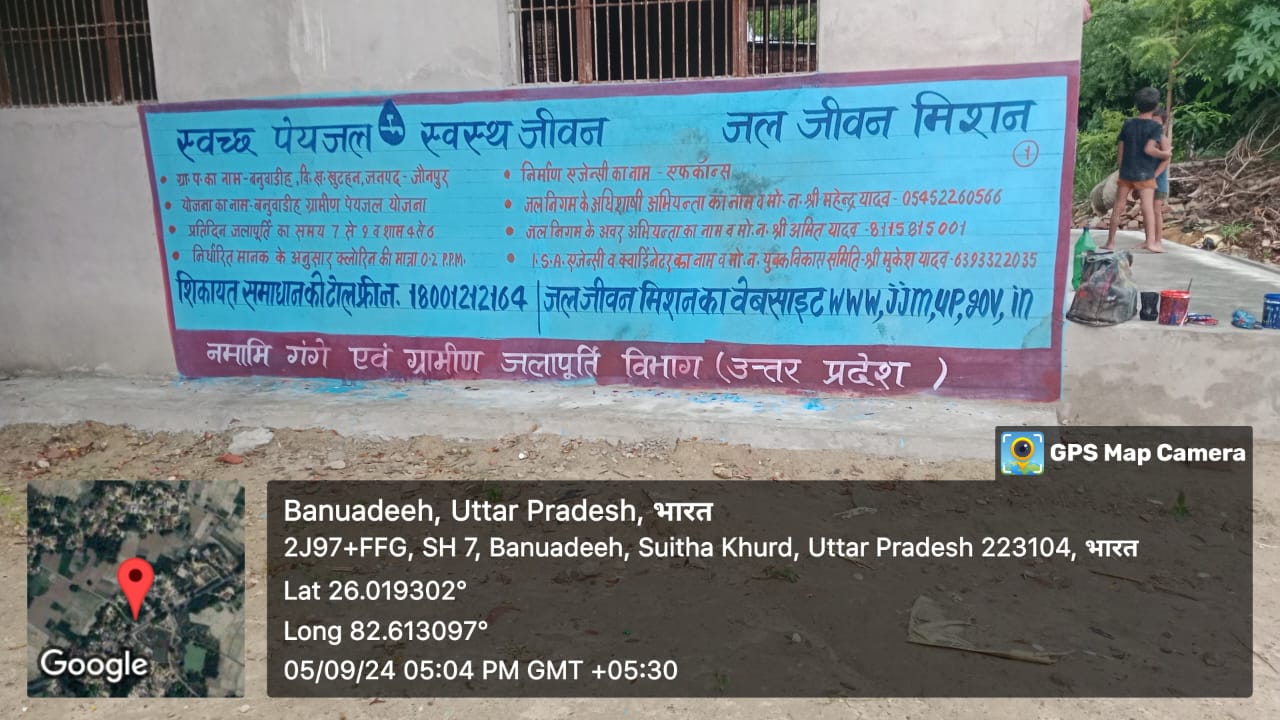 स्वच्छ पेयजल स्वस्थ जीवन
जल जीवन मिशन
1
• ग्रा॰प॰का नाम-बनुवाडीह,वि.ख.खुटहन,जनपद- जौनपुर
• योजना का नाम-बनुवाडीह ग्रामीण पेयजल योजना
• प्रतिदिन जलापूर्ति का समय 7 से 9 व शाम 4 से 6
• निर्धारित मानक के अनुसार क्लोरिन की मात्रा 0.2 P.P.M.
• निर्माण एजेन्सी का नाम - एफकॉन्स
• जल निगम के अधिशाषी अभियन्ता का नाम व मो॰न॰श्री महेन्द्र यादव- 05452260566
• जल निगम के अवर अभियन्ता का नाम व मो॰न॰श्री अमित यादव -8115815001
• I.S.A.एजेन्सी व क्वार्डिनेटर का नाम व मो.न. युवक विकास समिति-श्री मुकेश यादव-6393322035
शिकायत समाधान की टोल फ्री न. 18001212164 | जल जीवन मिशन का वेबसाइट WWW,jjm,up,gov,in
नमामि गंगे एवं ग्रामीण जलापूर्ति विभाग (उत्तर प्रदेश )
GPS Map Camera
Banuadeeh, Uttar Pradesh, भारत
2J97+FFG, SH 7, Banuadeeh, Suitha Khurd, Uttar Pradesh 223104, भारत
Lat 26.019302°
Long 82.613097°
05/09/24 05:04 PM GMT +05:30
Google